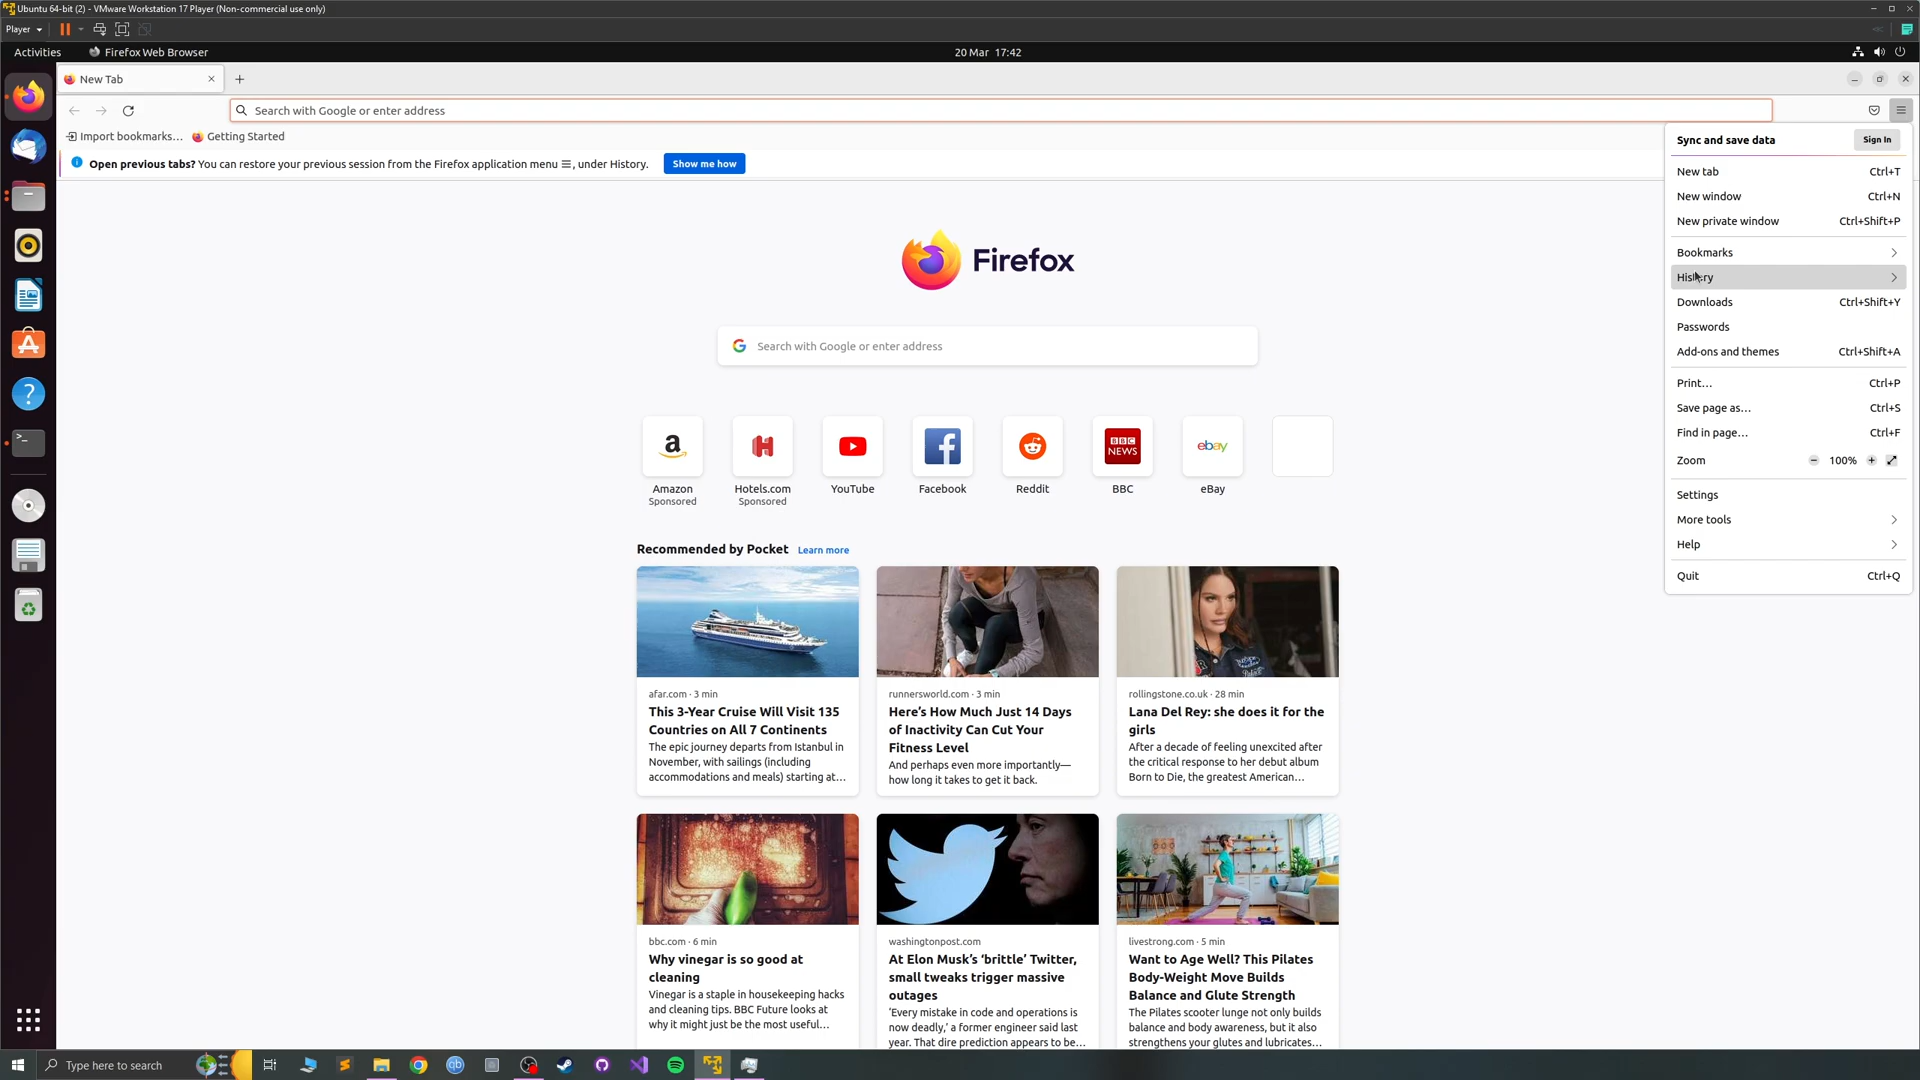 Ubuntu 64-bit (2) - VMware Workstation 17 Player (Non-commercial use only)
Player
Activities
Firefox Web Browser
20 Mar 17:42
New Tab
Search with Google or enter address
Import bookmarks...
Getting Started
Open previous tabs? You can restore your previous session from the Firefox application menu ☰, under History.
Show me how
Sync and save data
Sign In
New tab Ctrl+T
New window Ctrl+N
New private window Ctrl+Shift+P
Bookmarks
History
Downloads Ctrl+Shift+Y
Passwords
Add-ons and themes Ctrl+Shift+A
Print... Ctrl+P
Save page as... Ctrl+S
Find in page... Ctrl+F
Zoom 100%
Settings
More tools
Help
Quit Ctrl+Q
Firefox
Search with Google or enter address
a
BBC
NEWS
ebay
Amazon
Sponsored
Hotels.com
Sponsored
YouTube
Facebook
Reddit
BBC
eBay
Recommended by Pocket Learn more
afar.com · 3 min
This 3-Year Cruise Will Visit 135
Countries on All 7 Continents
The epic journey departs from Istanbul in
November, with sailings (including
accommodations and meals) starting at...
runnersworld.com · 3 min
Here's How Much Just 14 Days
of Inactivity Can Cut Your
Fitness Level
And perhaps even more importantly—
how long it takes to get it back.
rollingstone.co.uk · 28 min
Lana Del Rey: she does it for the
girls
After a decade of feeling unexcited after
the critical response to her debut album
Born to Die, the greatest American...
bbc.com · 6 min
Why vinegar is so good at
cleaning
Vinegar is a staple in housekeeping hacks
and cleaning tips. BBC Future looks at
why it might just be the most useful...
washingtonpost.com
At Elon Musk's 'brittle' Twitter,
small tweaks trigger massive
outages
'Every mistake in code and operations is
now deadly,' a former engineer said last
year. That dire prediction appears to be...
livestrong.com · 5 min
Want to Age Well? This Pilates
Body-Weight Move Builds
Balance and Glute Strength
The Pilates scooter lunge not only builds
balance and body awareness, but it also
strengthens your glutes and lubricates...
Type here to search